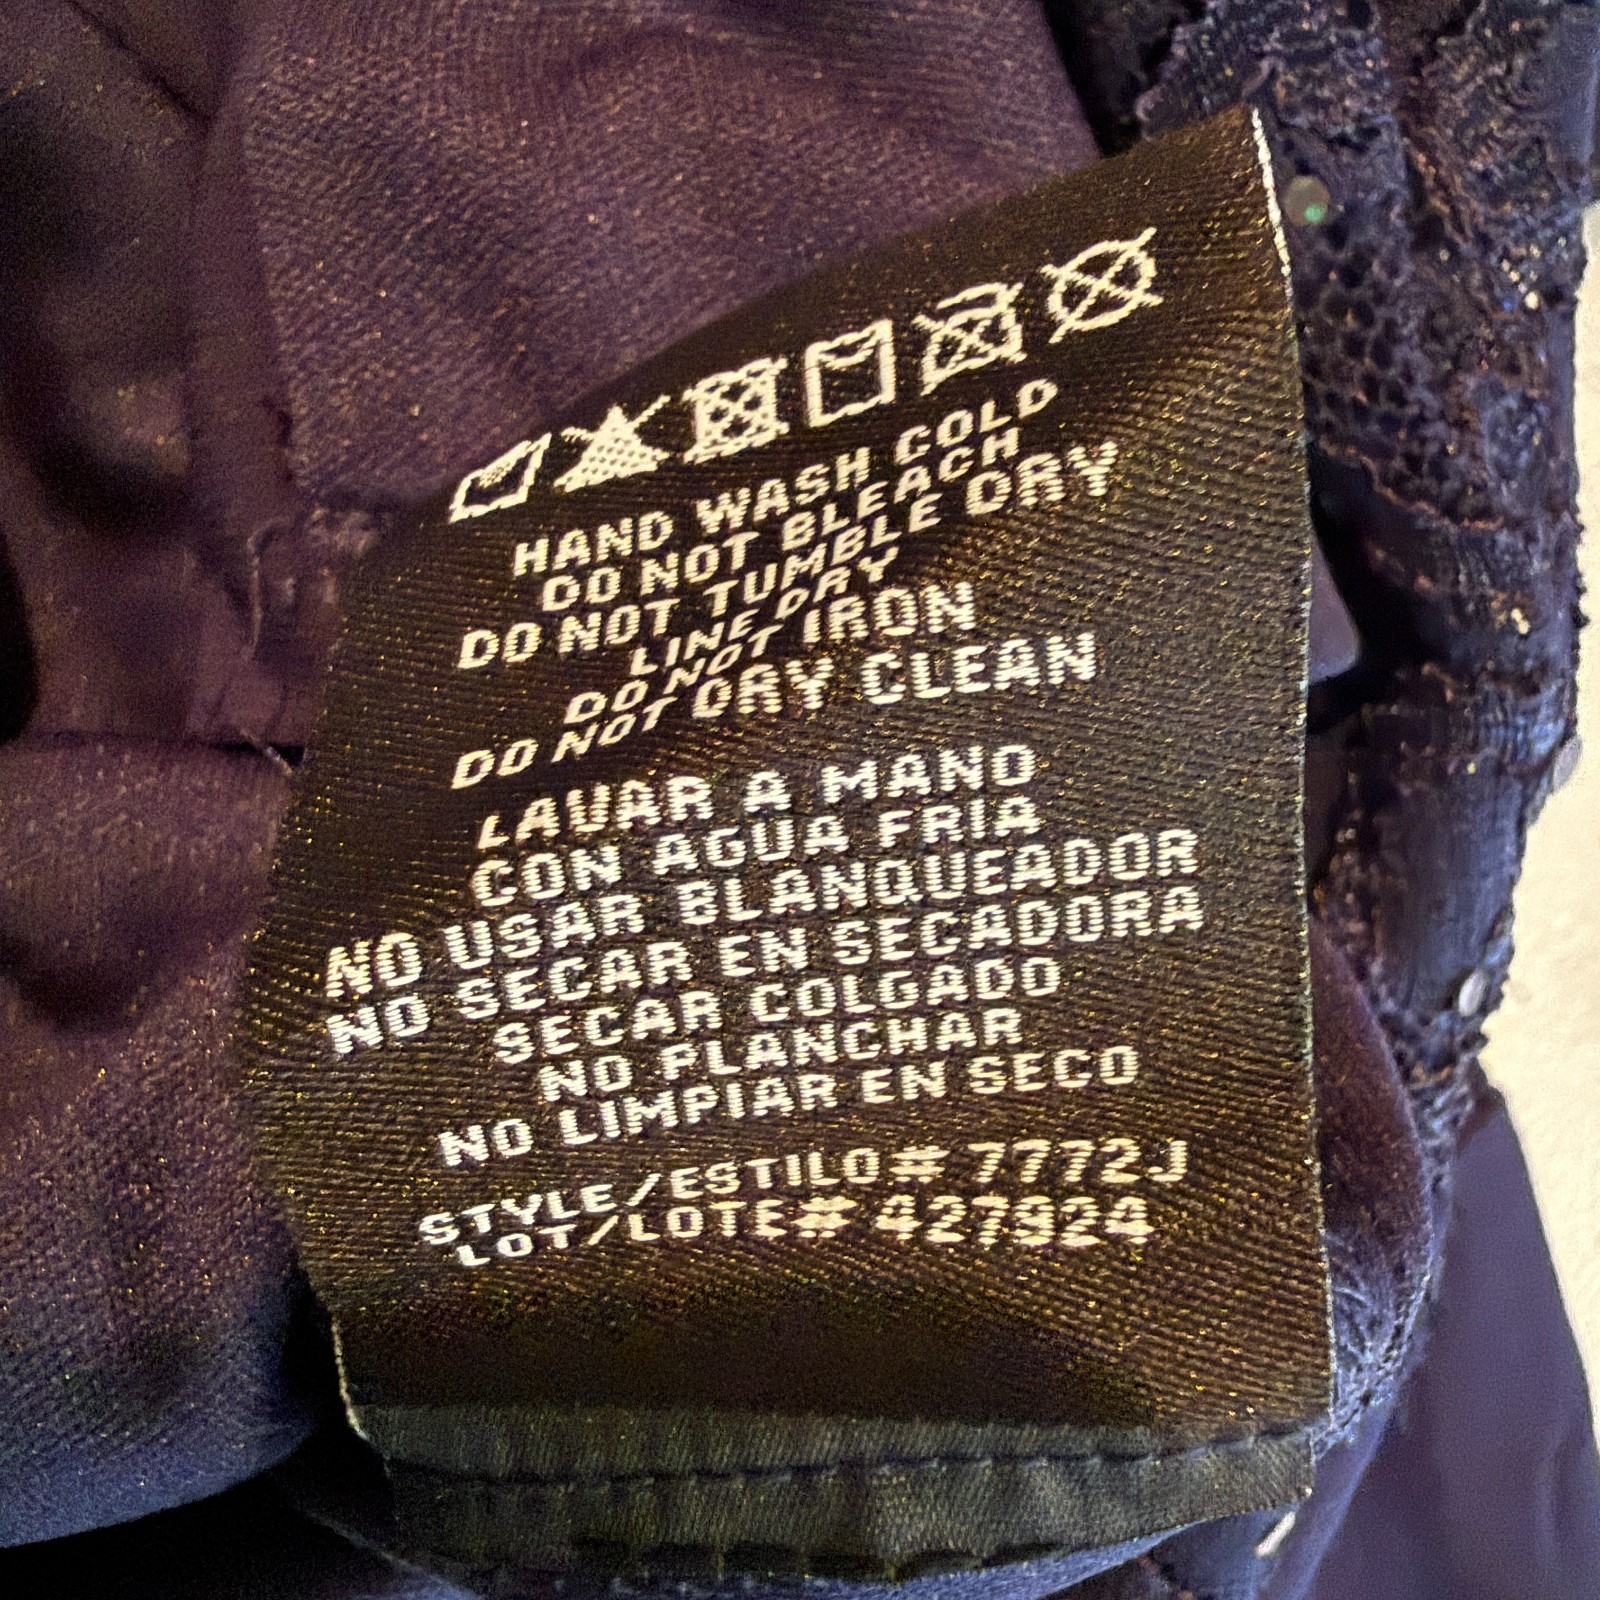 HAND WASH COLD
DO NOT BLEACH
DO NOT TUMBLE DRY
LINE DRY
DO NOT IRON
DO NOT DRY CLEAN
LAVAR A MANO
CON AGUA FRIA
NO USAR BLANQUEADOR
NO SECAR EN SECADORA
SECAR COLGADO
NO PLANCHAR
NO LIMPIAR EN SECO
STYLE/ESTILO# 7772J
LOT/LOTE# 427924